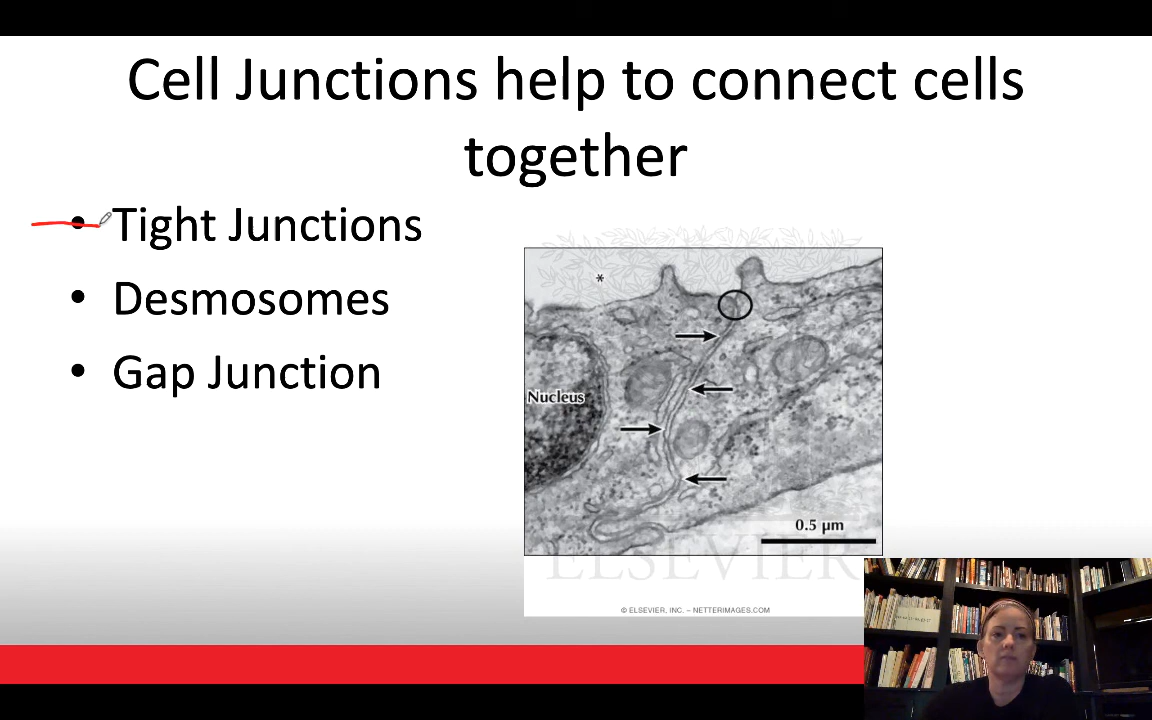 Cell Junctions help to connect cells
together
• Tight Junctions
• Desmosomes
• Gap Junction
*
Nucleus
0.5 µm
ELSEVIER
© ELSEVIER, INC. – NETTERIMAGES.COM